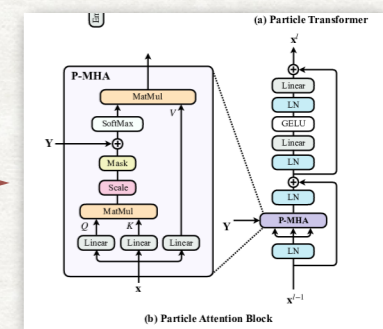 (a) Particle Transformer
P-MHA
MatMul
V
SoftMax
Y
Mask
Scale
MatMul
Q
K
Linear
Linear
Linear
x
x^l
Linear
LN
GELU
Linear
LN
LN
Y
P-MHA
LN
x^{l-1}
(b) Particle Attention Block